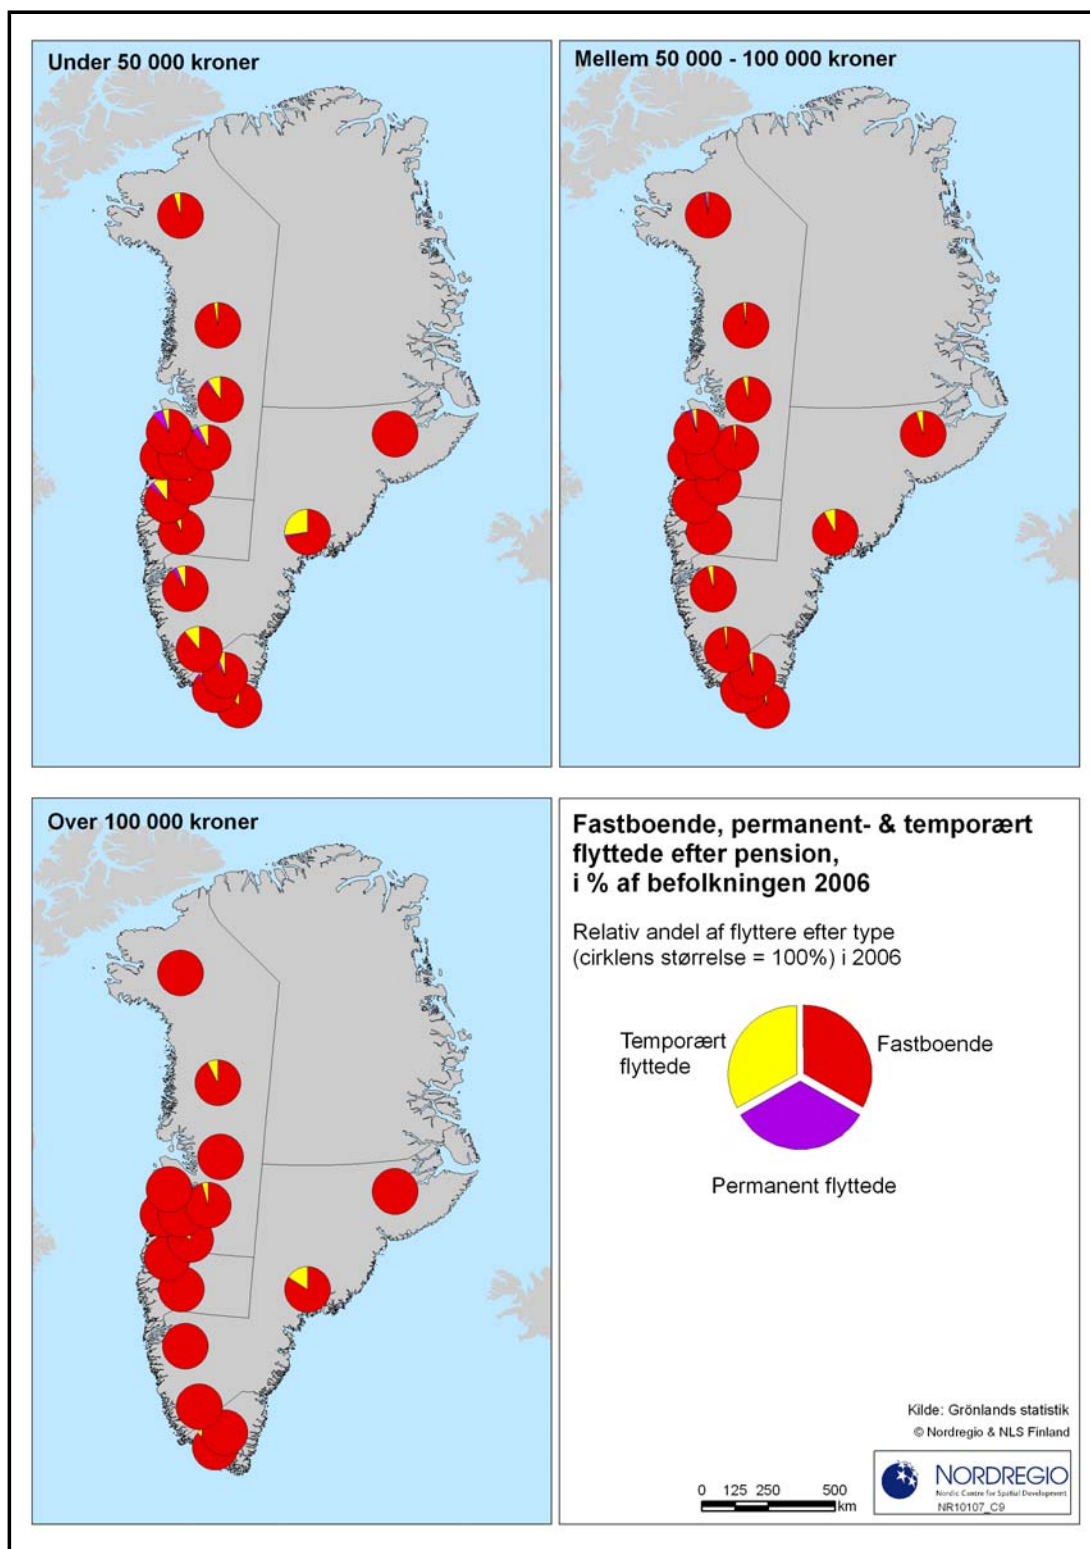 Under 50 000 kroner
Mellem 50 000 - 100 000 kroner
Over 100 000 kroner
Fastboende, permanent- & temporært
flyttede efter pension,
i % af befolkningen 2006
Relativ andel af flyttere efter type
(cirklens størrelse = 100%) i 2006
Temporært
flyttede
Fastboende
Permanent flyttede
Kilde: Grönlands statistik
© Nordregio & NLS Finland
0 125 250 500
km
NORDREGIO
Nordic Centre for Spatial Development
NR10107_C9